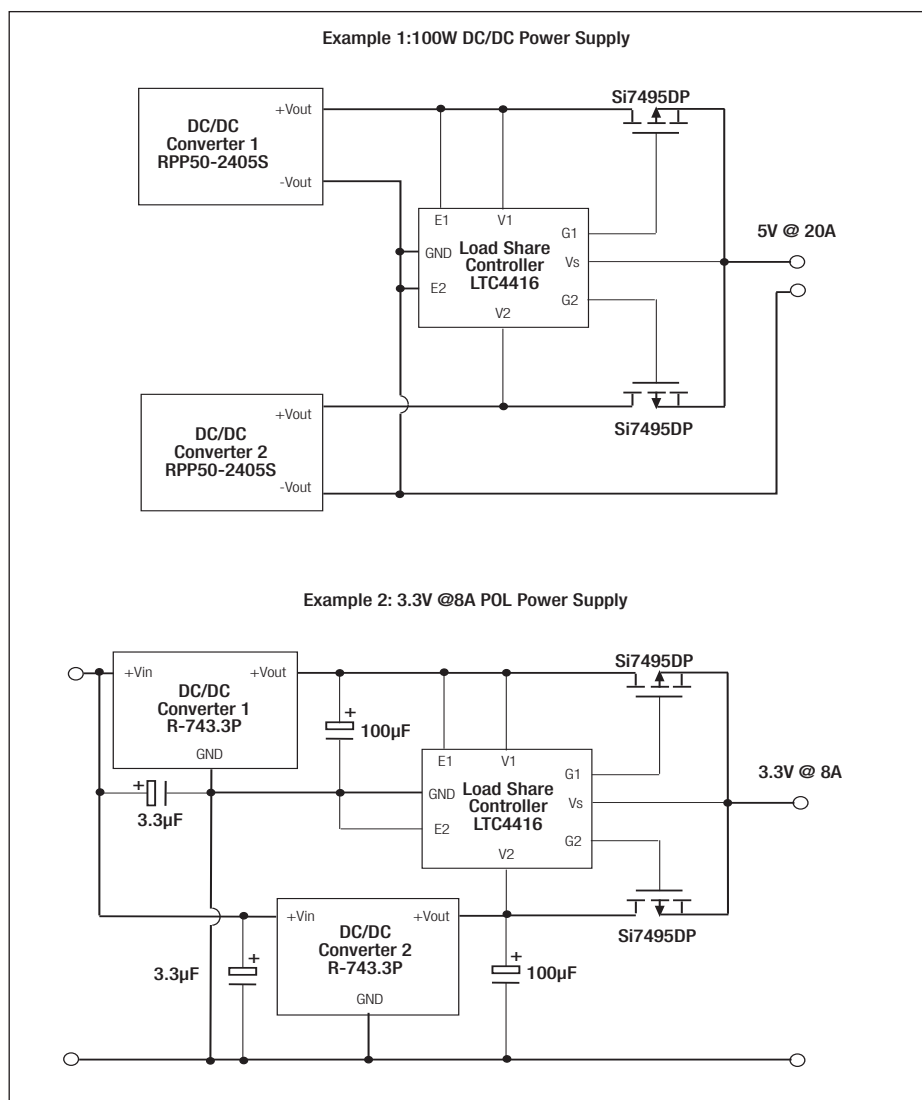 Example 1:100W DC/DC Power Supply
Si7495DP
+Vout
DC/DC
Converter 1
RPP50-2405S
-Vout
E1
V1
G1
5V @ 20A
GND
Load Share
Controller
LTC4416
Vs
E2
G2
V2
+Vout
DC/DC
Converter 2
RPP50-2405S
-Vout
Si7495DP
Example 2: 3.3V @8A POL Power Supply
Si7495DP
+Vin
+Vout
DC/DC
Converter 1
R-743.3P
GND
+
100µF
E1
V1
G1
3.3V @ 8A
+
3.3µF
GND
Load Share
Controller
LTC4416
Vs
E2
G2
V2
+Vin
+Vout
DC/DC
Converter 2
R-743.3P
GND
Si7495DP
+
3.3µF
+
100µF